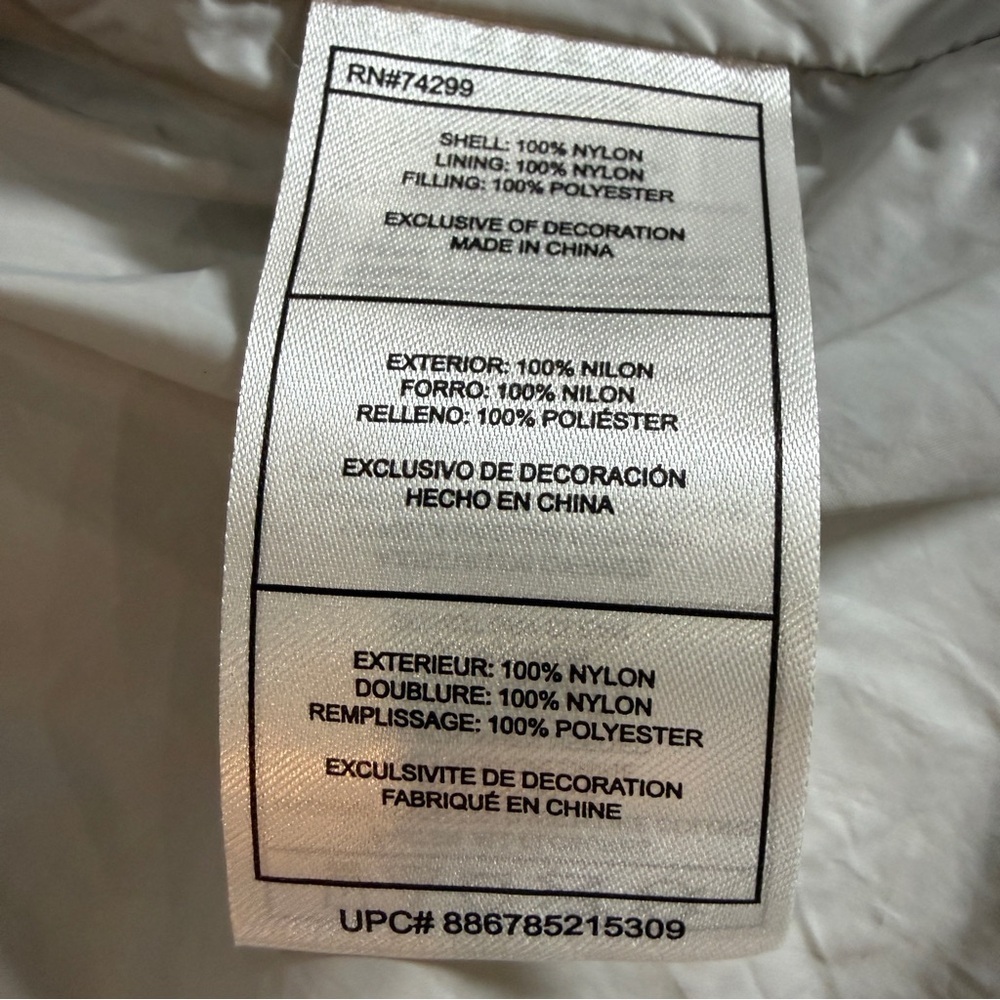 RN#74299
SHELL: 100% NYLON
LINING: 100% NYLON
FILLING: 100% POLYESTER
EXCLUSIVE OF DECORATION
MADE IN CHINA
EXTERIOR: 100% NILON
FORRO: 100% NILON
RELLENO: 100% POLIÉSTER
EXCLUSIVO DE DECORACIÓN
HECHO EN CHINA
EXTERIEUR: 100% NYLON
DOUBLURE: 100% NYLON
REMPLISSAGE: 100% POLYESTER
EXCULSIVITE DE DECORATION
FABRIQUÉ EN CHINE
UPC# 886785215309